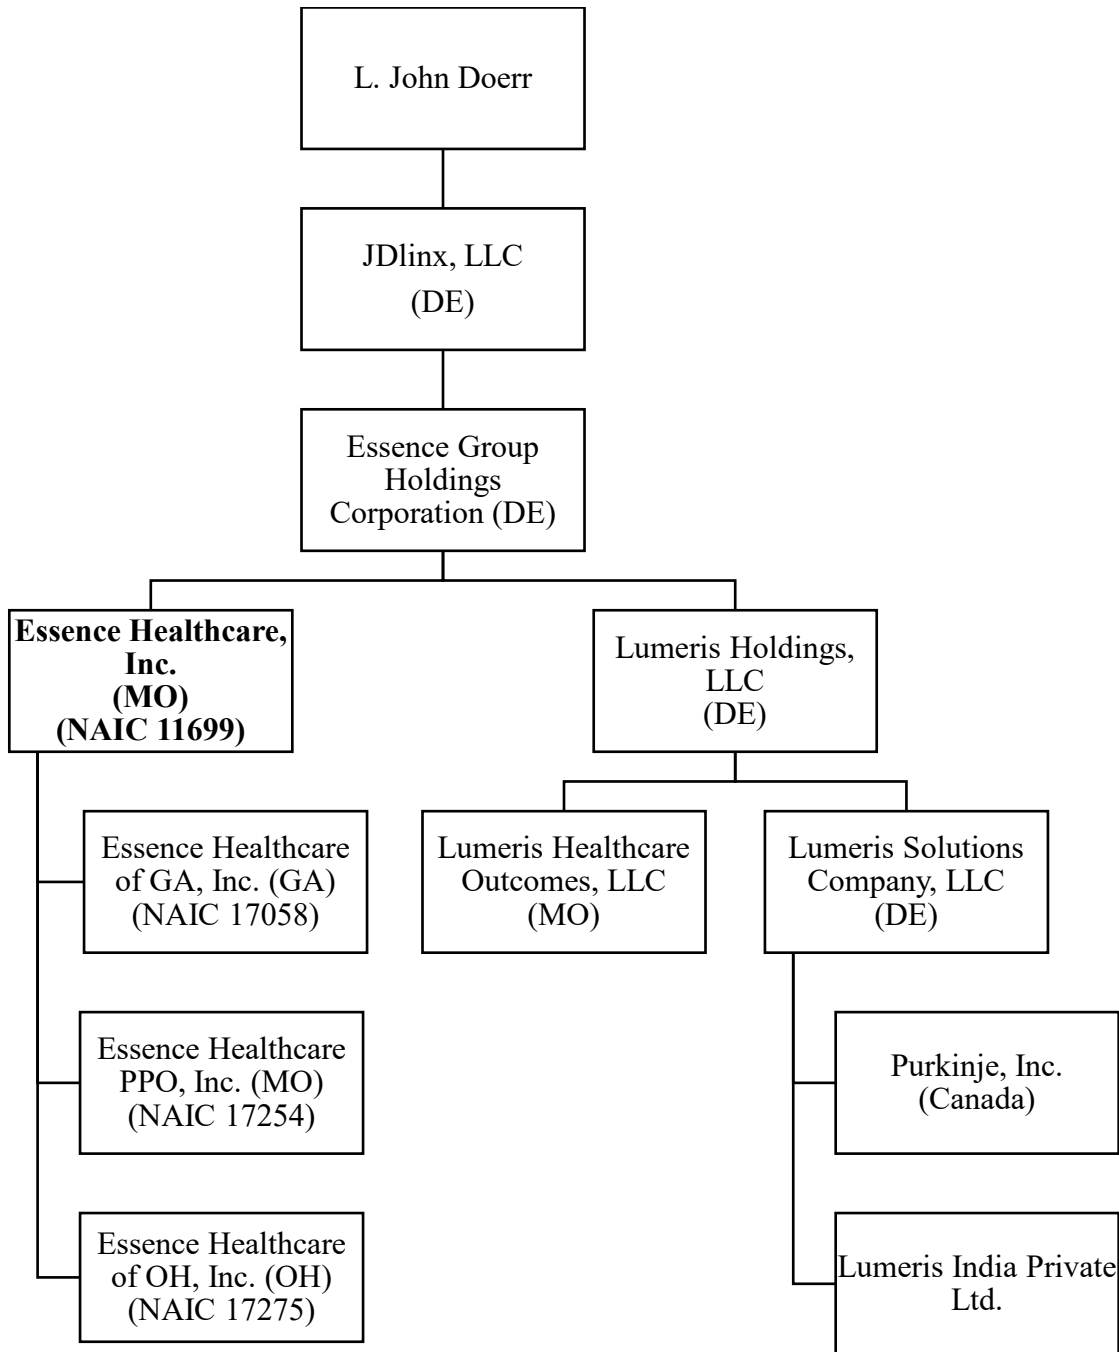 L. John Doerr
JDlinx, LLC
(DE)
Essence Group
Holdings
Corporation (DE)
Essence Healthcare,
Inc.
(MO)
(NAIC 11699)
Lumeris Holdings,
LLC
(DE)
Essence Healthcare
of GA, Inc. (GA)
(NAIC 17058)
Lumeris Healthcare
Outcomes, LLC
(MO)
Lumeris Solutions
Company, LLC
(DE)
Essence Healthcare
PPO, Inc. (MO)
(NAIC 17254)
Purkinje, Inc.
(Canada)
Essence Healthcare
of OH, Inc. (OH)
(NAIC 17275)
Lumeris India Private
Ltd.